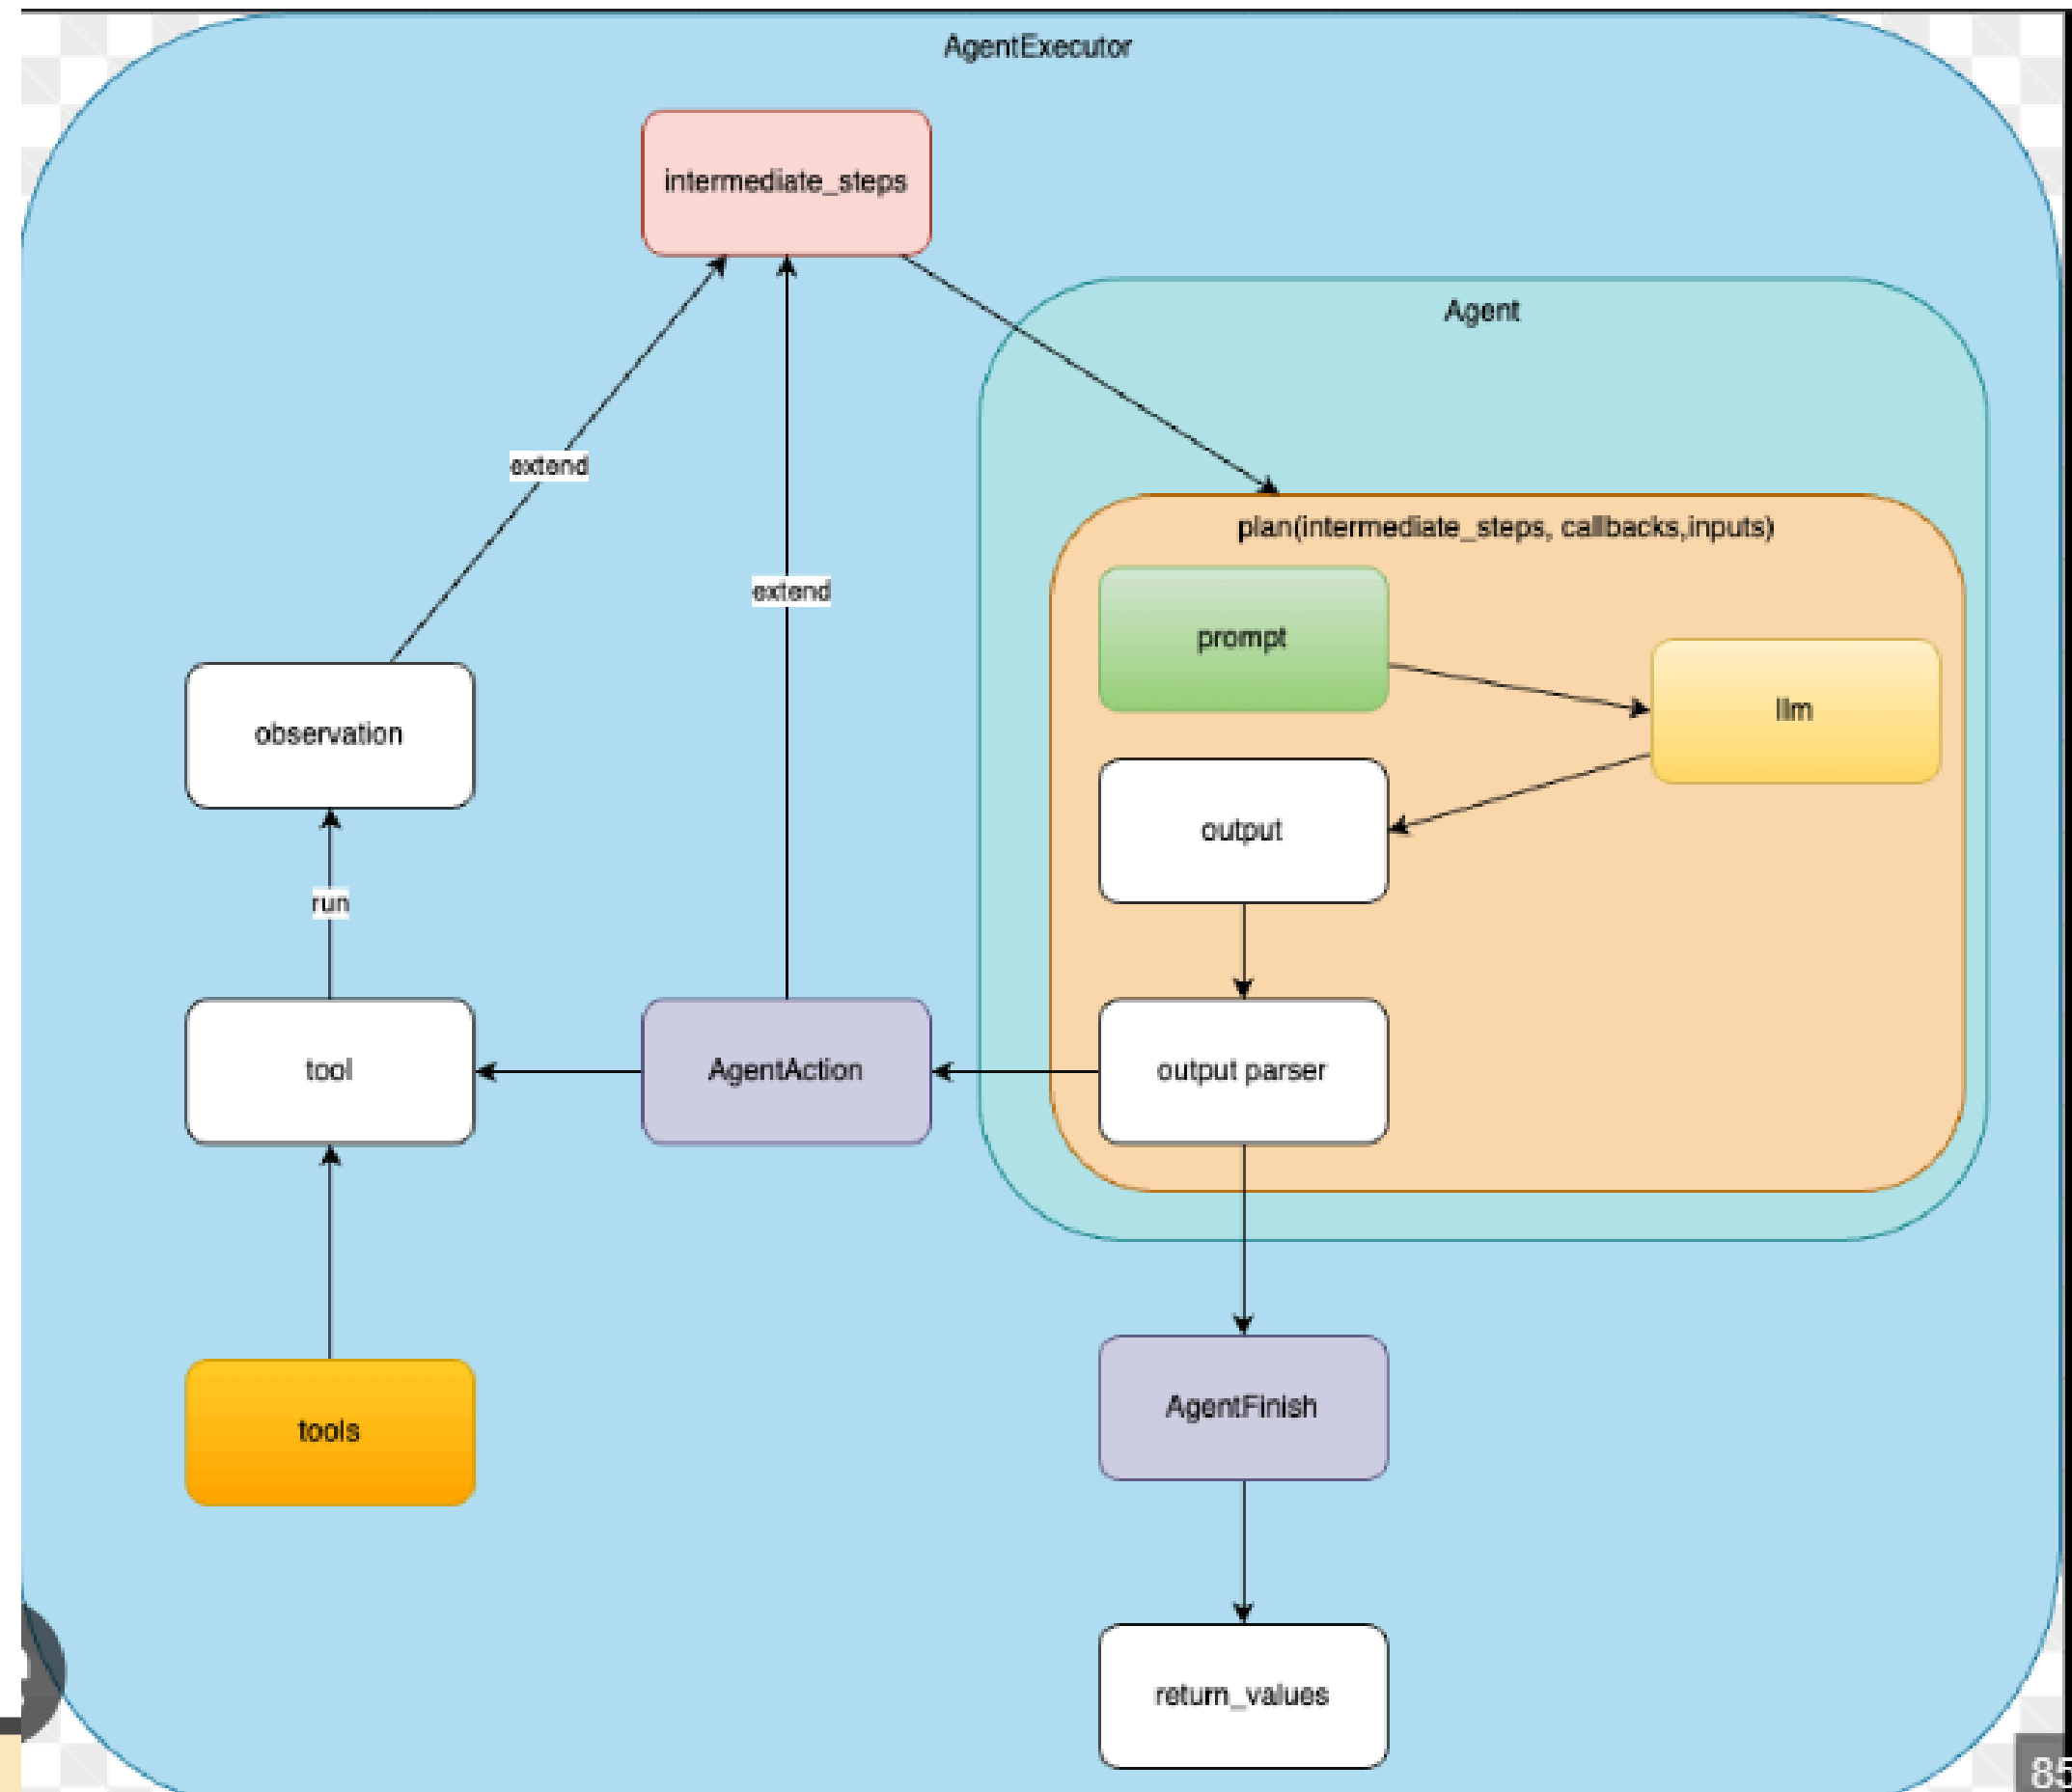 AgentExecutor
intermediate_steps
Agent
extend
plan(intermediate_steps, callbacks,inputs)
extend
prompt
llm
observation
output
run
tool
AgentAction
output parser
tools
AgentFinish
return_values